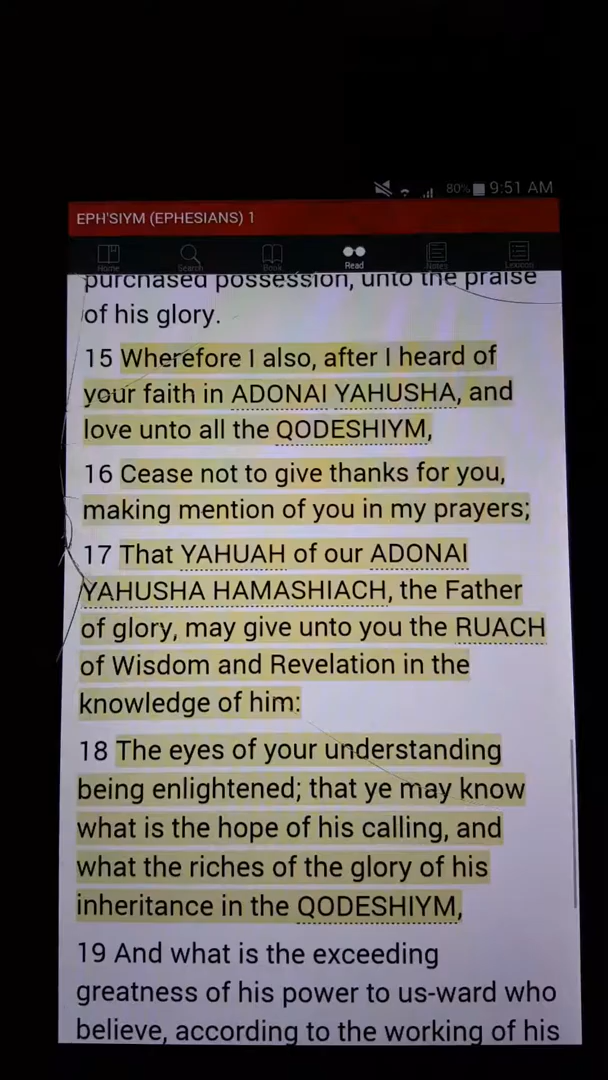 80% 9:51 AM
EPH'SIYM (EPHESIANS) 1
Home Search Book Read Notes Lessons
purchased possession, unto the praise
of his glory.
15 Wherefore I also, after I heard of
your faith in ADONAI YAHUSHA, and
love unto all the QODESHIYM,
16 Cease not to give thanks for you,
making mention of you in my prayers;
17 That YAHUAH of our ADONAI
YAHUSHA HAMASHIACH, the Father
of glory, may give unto you the RUACH
of Wisdom and Revelation in the
knowledge of him:
18 The eyes of your understanding
being enlightened; that ye may know
what is the hope of his calling, and
what the riches of the glory of his
inheritance in the QODESHIYM,
19 And what is the exceeding
greatness of his power to us-ward who
believe, according to the working of his